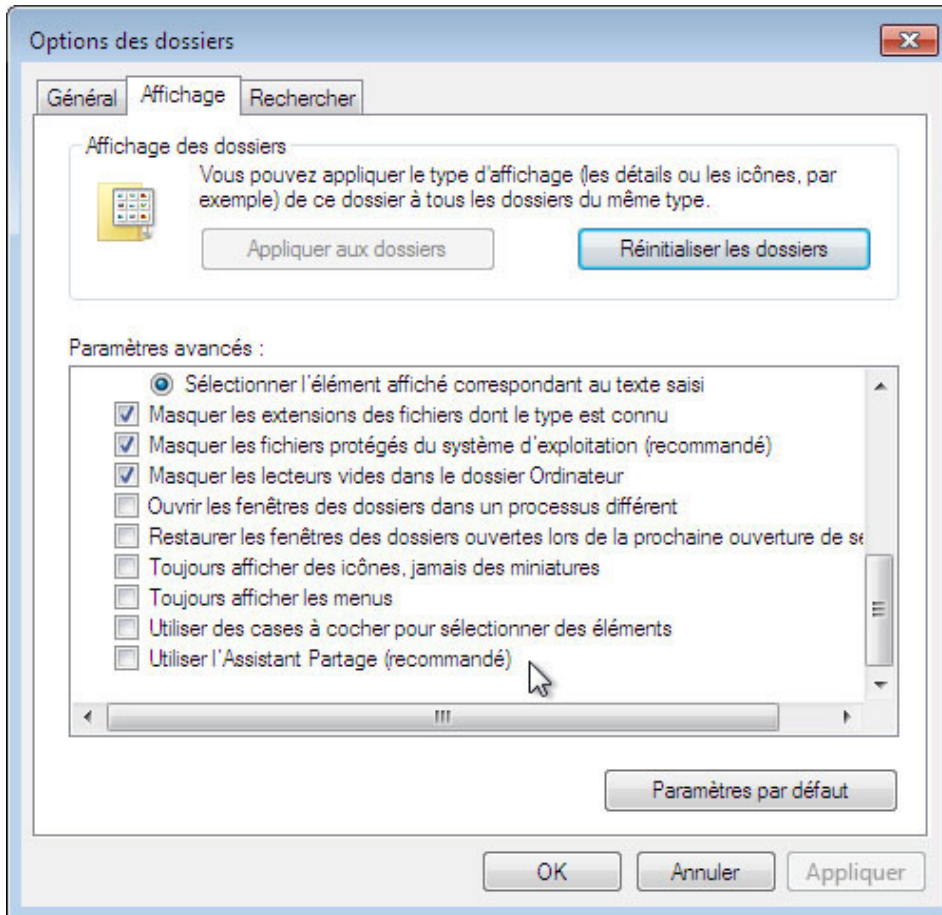 Options des dossiers
Général Affichage Rechercher
Affichage des dossiers
Vous pouvez appliquer le type d'affichage (les détails ou les icônes, par
exemple) de ce dossier à tous les dossiers du même type.
Appliquer aux dossiers Réinitialiser les dossiers
Paramètres avancés :
Sélectionner l'élément affiché correspondant au texte saisi
Masquer les extensions des fichiers dont le type est connu
Masquer les fichiers protégés du système d'exploitation (recommandé)
Masquer les lecteurs vides dans le dossier Ordinateur
Ouvrir les fenêtres des dossiers dans un processus différent
Restaurer les fenêtres des dossiers ouvertes lors de la prochaine ouverture de se
Toujours afficher des icônes, jamais des miniatures
Toujours afficher les menus
Utiliser des cases à cocher pour sélectionner des éléments
Utiliser l'Assistant Partage (recommandé)
Paramètres par défaut
OK Annuler Appliquer